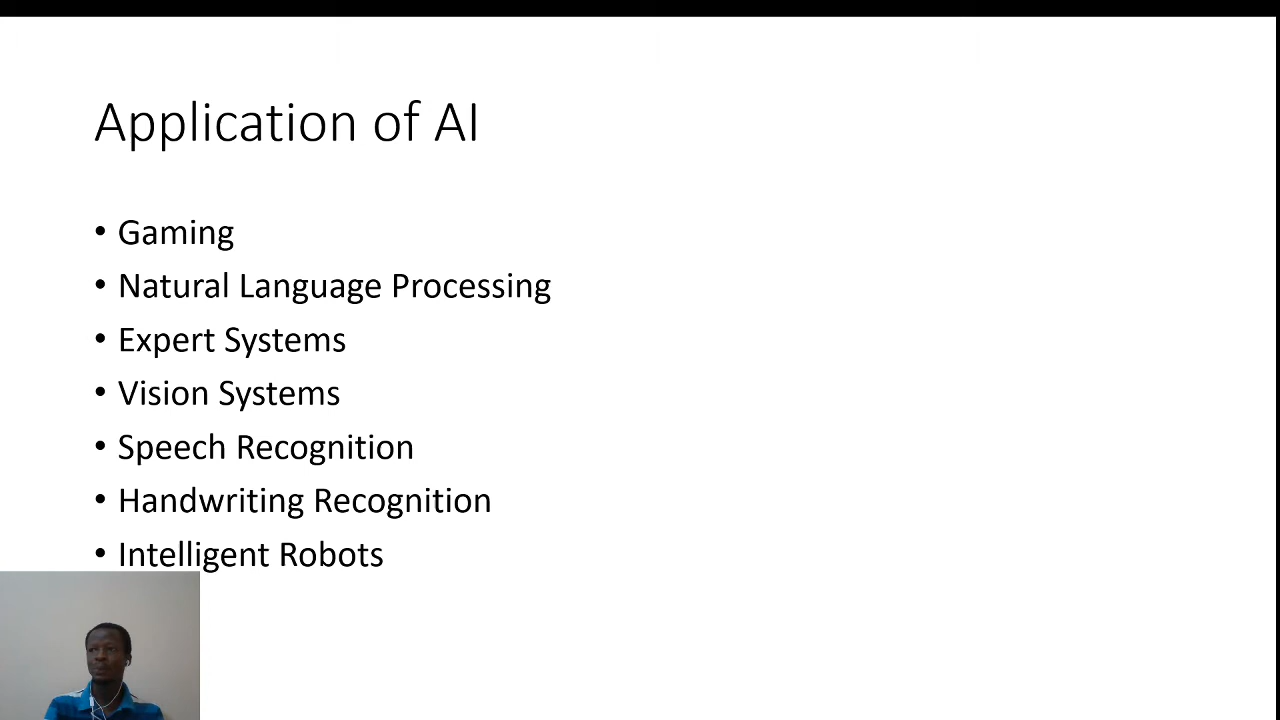 Application of AI
• Gaming
• Natural Language Processing
• Expert Systems
• Vision Systems
• Speech Recognition
• Handwriting Recognition
• Intelligent Robots